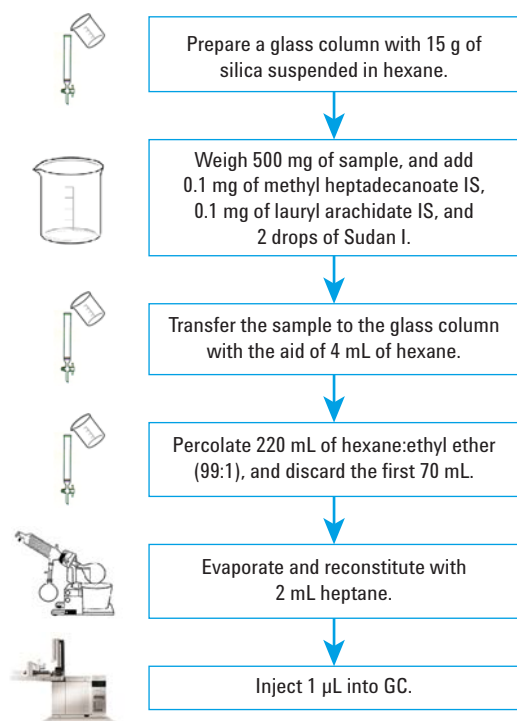 Prepare a glass column with 15 g of
silica suspended in hexane.
Weigh 500 mg of sample, and add
0.1 mg of methyl heptadecanoate IS,
0.1 mg of lauryl arachidate IS, and
2 drops of Sudan I.
Transfer the sample to the glass column
with the aid of 4 mL of hexane.
Percolate 220 mL of hexane:ethyl ether
(99:1), and discard the first 70 mL.
Evaporate and reconstitute with
2 mL heptane.
Inject 1 µL into GC.